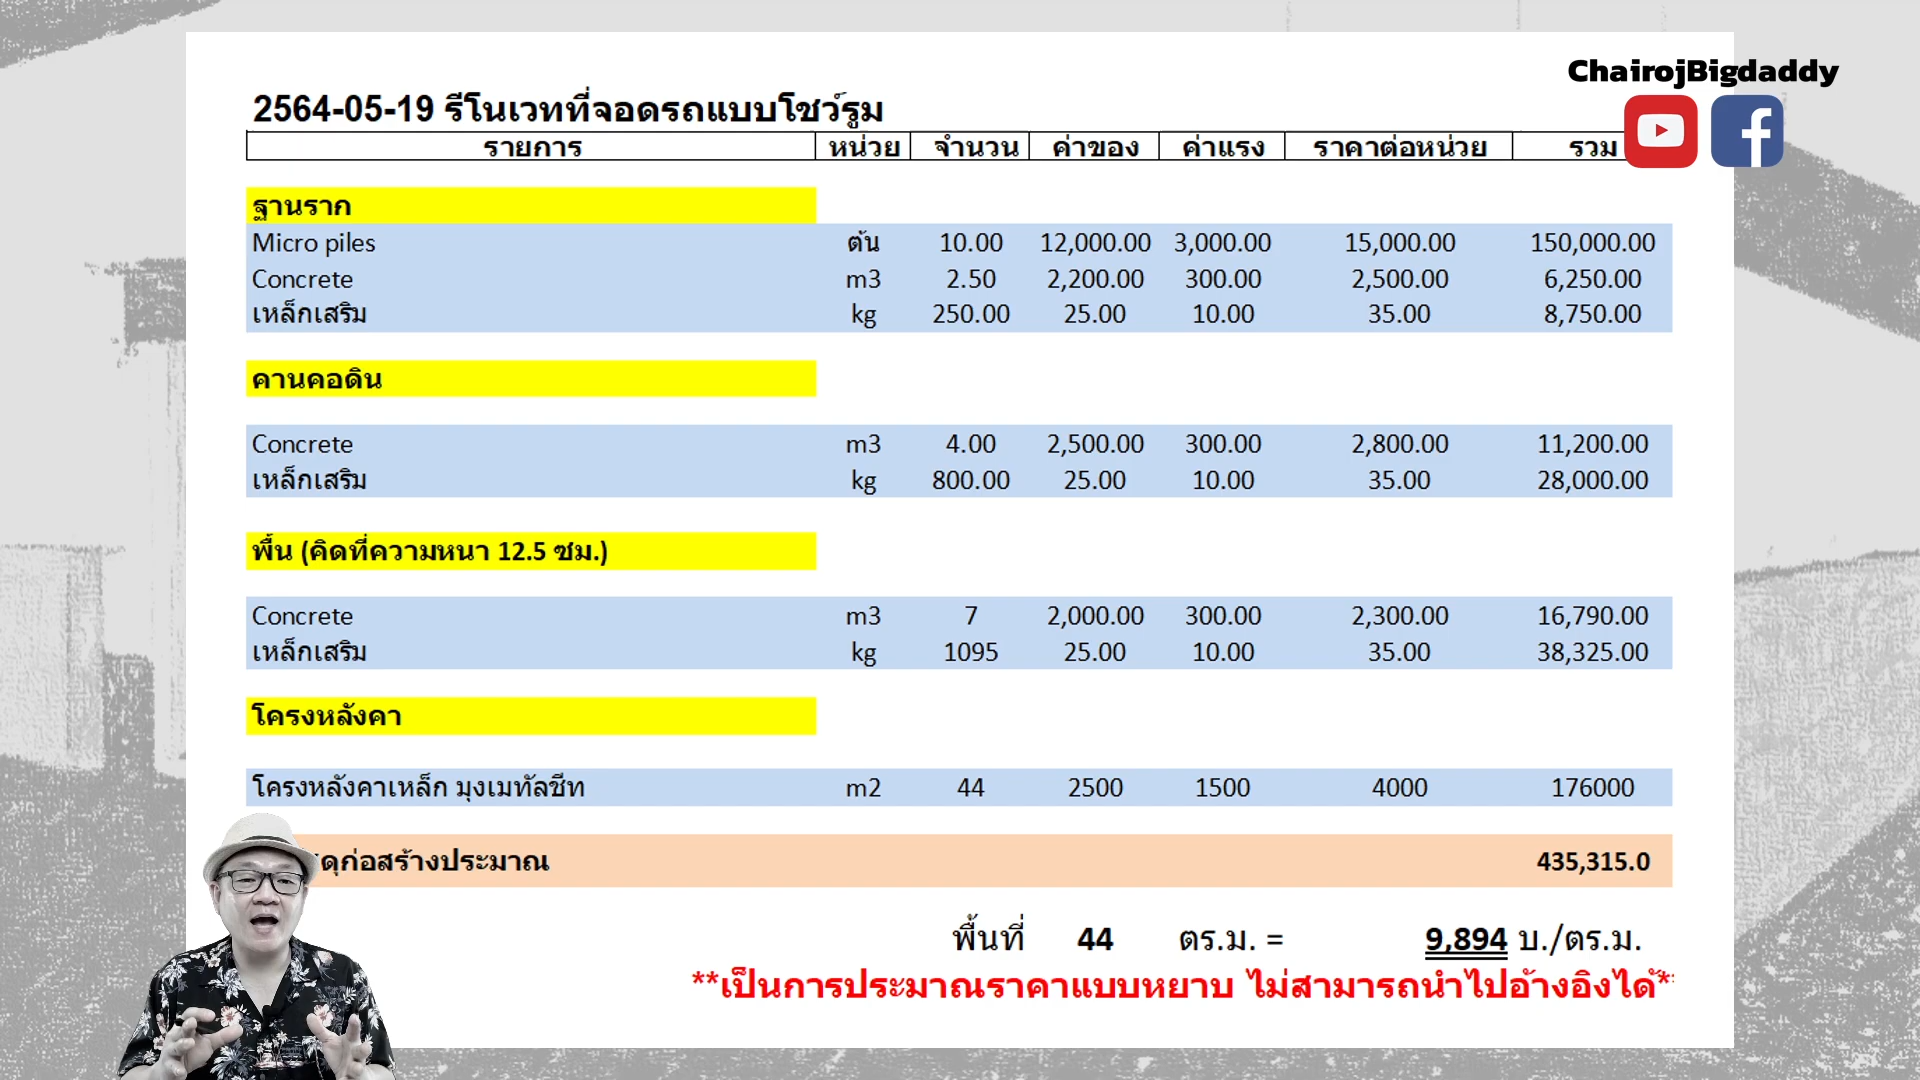 ChairojBigdaddy
2564-05-19 รีโนเวทที่จอดรถแบบโชว์รูม
รายการ หน่วย จำนวน ค่าของ ค่าแรง ราคาต่อหน่วย รวม
ฐานราก
Micro piles ต้น 10.00 12,000.00 3,000.00 15,000.00 150,000.00
Concrete m3 2.50 2,200.00 300.00 2,500.00 6,250.00
เหล็กเสริม kg 250.00 25.00 10.00 35.00 8,750.00
คานคอดิน
Concrete m3 4.00 2,500.00 300.00 2,800.00 11,200.00
เหล็กเสริม kg 800.00 25.00 10.00 35.00 28,000.00
พื้น (คิดที่ความหนา 12.5 ซม.)
Concrete m3 7 2,000.00 300.00 2,300.00 16,790.00
เหล็กเสริม kg 1095 25.00 10.00 35.00 38,325.00
โครงหลังคา
โครงหลังคาเหล็ก มุงเมทัลชีท m2 44 2500 1500 4000 176000
ดุก่อสร้างประมาณ 435,315.0
พื้นที่ 44 ตร.ม. = 9,894 บ./ตร.ม.
**เป็นการประมาณราคาแบบหยาบ ไม่สามารถนำไปอ้างอิงได้*